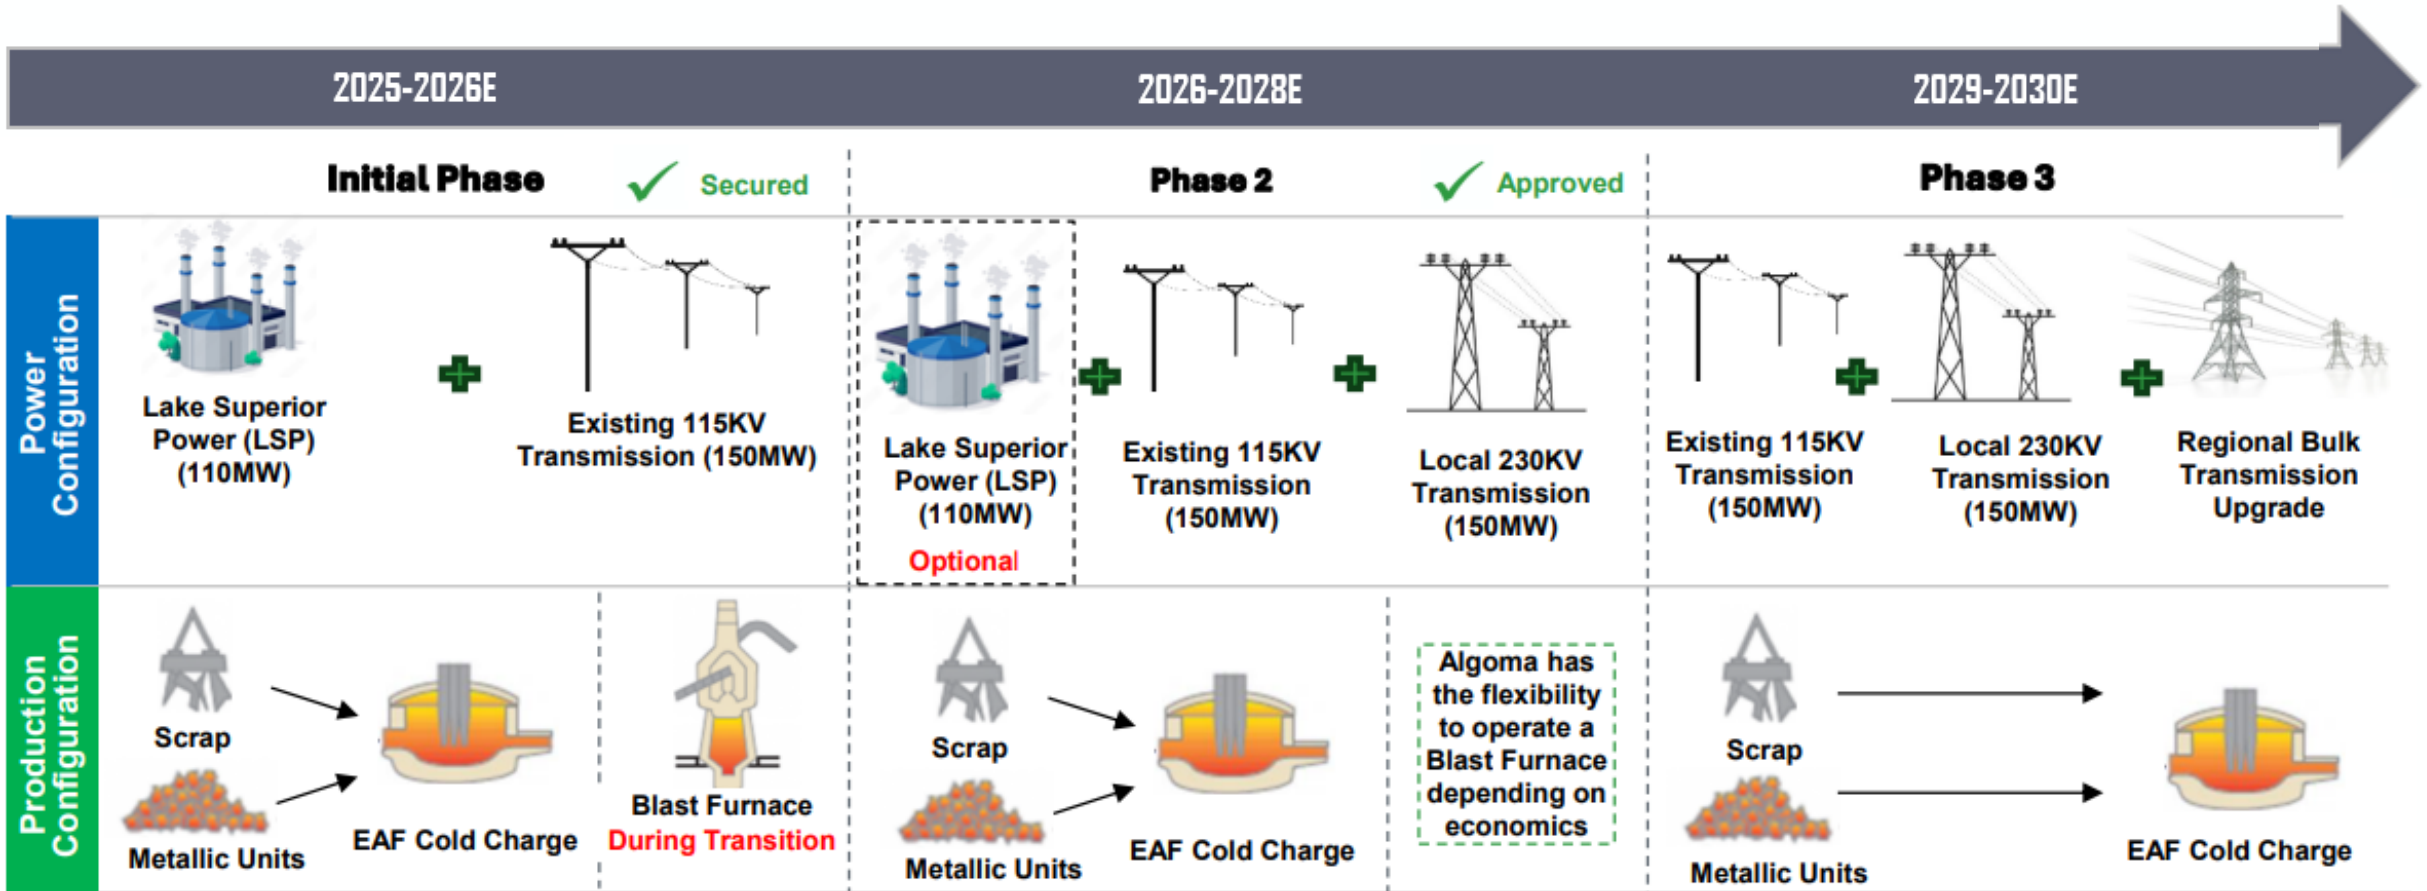 2025-2026E
2026-2028E
2029-2030E
Initial Phase
Secured
Phase 2
Approved
Phase 3
Power
Configuration
Lake Superior
Power (LSP)
(110MW)
Existing 115KV
Transmission (150MW)
Lake Superior
Power (LSP)
(110MW)
Optional
Existing 115KV
Transmission
(150MW)
Local 230KV
Transmission
(150MW)
Existing 115KV
Transmission
(150MW)
Local 230KV
Transmission
(150MW)
Regional Bulk
Transmission
Upgrade
Production
Configuration
Scrap
Metallic Units
EAF Cold Charge
Blast Furnace
During Transition
Scrap
Metallic Units
EAF Cold Charge
Algoma has
the flexibility
to operate a
Blast Furnace
depending on
economics
Scrap
Metallic Units
EAF Cold Charge